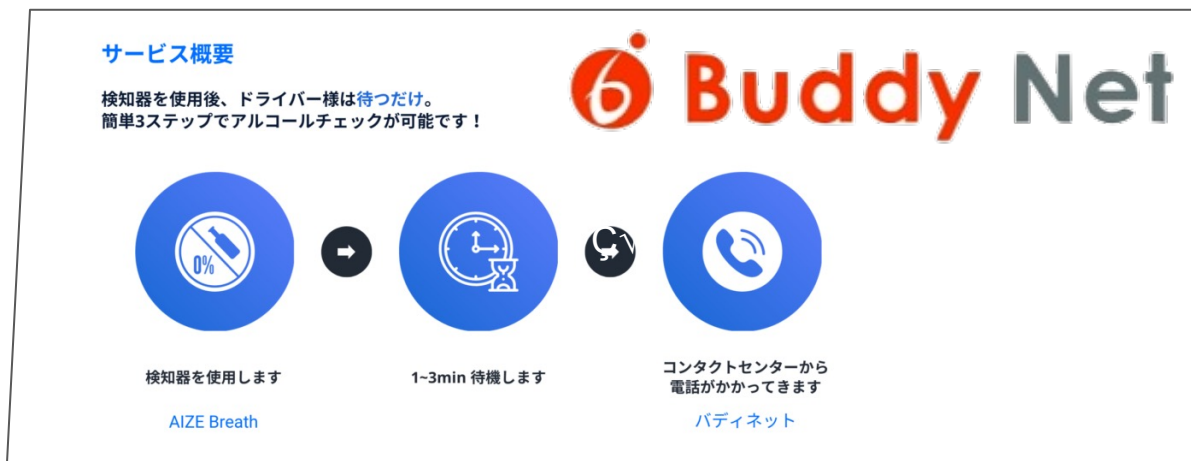 サービス概要
Buddy Net
検知器を使用後、ドライバー様は待つだけ。
簡単3ステップでアルコールチェックが可能です!
0%
検知器を使用します
AIZE Breath
1~3min 待機します
コンタクトセンターから
電話がかかってきます
バディネット